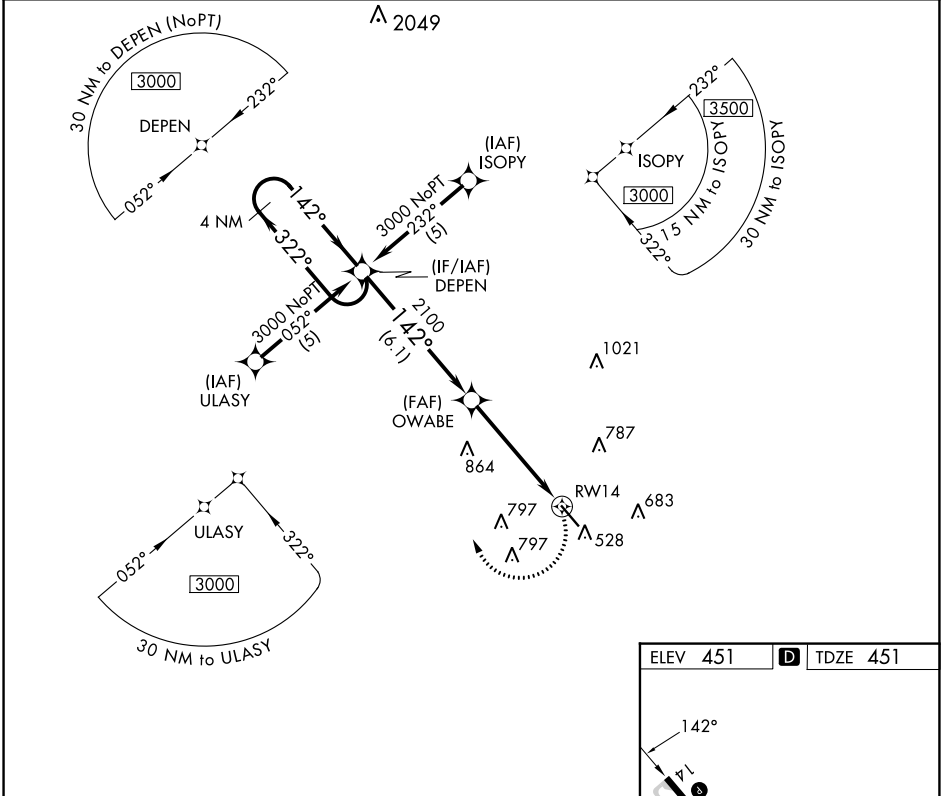 2049
30 NM to DEPEN (NoPT)
3000
232°
DEPEN
052°
(IAF)
ISOPY
3000 NoPT
232°
(5)
4 NM
142°
322°
(IF/IAF)
DEPEN
3000 NoPT
052°
(5)
(IAF)
ULASY
2100
142°
(6.1)
(FAF)
OWABE
232°
3500
ISOPY
3000
322°
15 NM to ISOPY
30 NM to ISOPY
1021
787
864
RW14
683
797
797
528
ULASY
052°
322°
3000
30 NM to ULASY
ELEV 451 D TDZE 451
142°
14
P